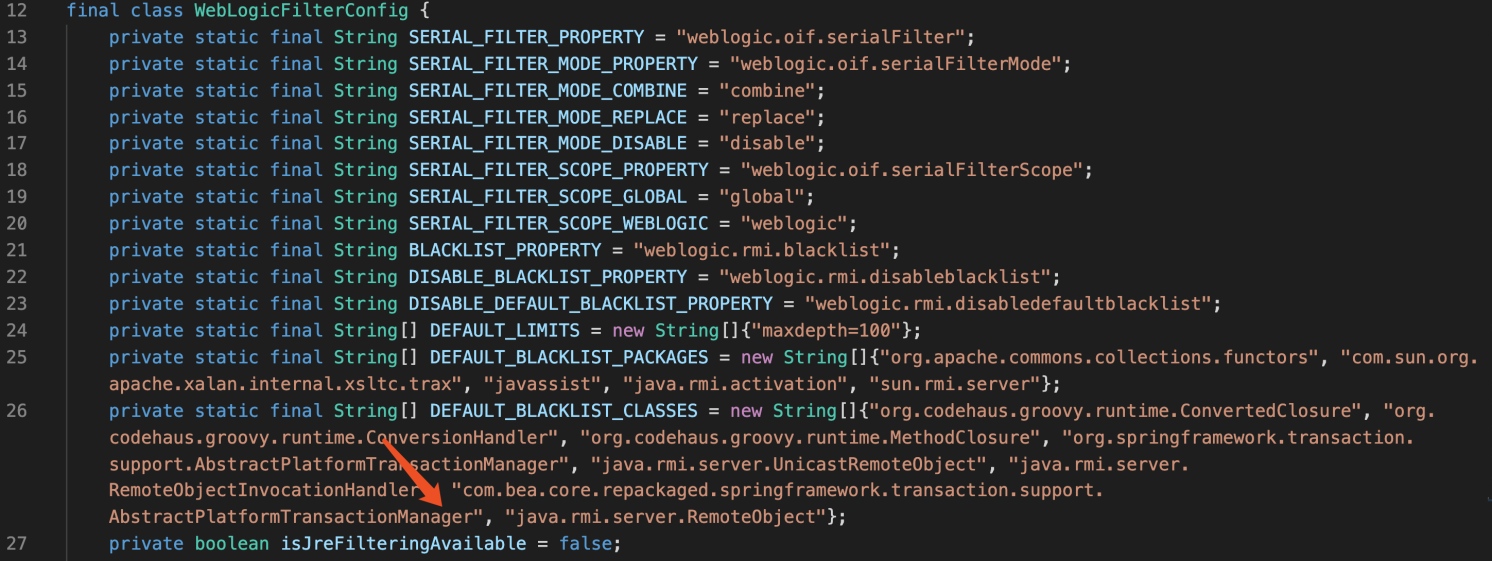 12 final class WebLogicFilterConfig {
13 private static final String SERIAL_FILTER_PROPERTY = "weblogic.oif.serialFilter";
14 private static final String SERIAL_FILTER_MODE_PROPERTY = "weblogic.oif.serialFilterMode";
15 private static final String SERIAL_FILTER_MODE_COMBINE = "combine";
16 private static final String SERIAL_FILTER_MODE_REPLACE = "replace";
17 private static final String SERIAL_FILTER_MODE_DISABLE = "disable";
18 private static final String SERIAL_FILTER_SCOPE_PROPERTY = "weblogic.oif.serialFilterScope";
19 private static final String SERIAL_FILTER_SCOPE_GLOBAL = "global";
20 private static final String SERIAL_FILTER_SCOPE_WEBLOGIC = "weblogic";
21 private static final String BLACKLIST_PROPERTY = "weblogic.rmi.blacklist";
22 private static final String DISABLE_BLACKLIST_PROPERTY = "weblogic.rmi.disableblacklist";
23 private static final String DISABLE_DEFAULT_BLACKLIST_PROPERTY = "weblogic.rmi.disabledefaultblacklist";
24 private static final String[] DEFAULT_LIMITS = new String[]{"maxdepth=100"};
25 private static final String[] DEFAULT_BLACKLIST_PACKAGES = new String[]{"org.apache.commons.collections.functors", "com.sun.org.
apache.xalan.internal.xsltc.trax", "javassist", "java.rmi.activation", "sun.rmi.server"};
26 private static final String[] DEFAULT_BLACKLIST_CLASSES = new String[]{"org.codehaus.groovy.runtime.ConvertedClosure", "org.
codehaus.groovy.runtime.ConversionHandler", "org.codehaus.groovy.runtime.MethodClosure", "org.springframework.transaction.
support.AbstractPlatformTransactionManager", "java.rmi.server.UnicastRemoteObject", "java.rmi.server.
RemoteObjectInvocationHandler "com.bea.core.repackaged.springframework.transaction.support.
AbstractPlatformTransactionManager", "java.rmi.server.RemoteObject"};
27 private boolean isJreFilteringAvailable = false;